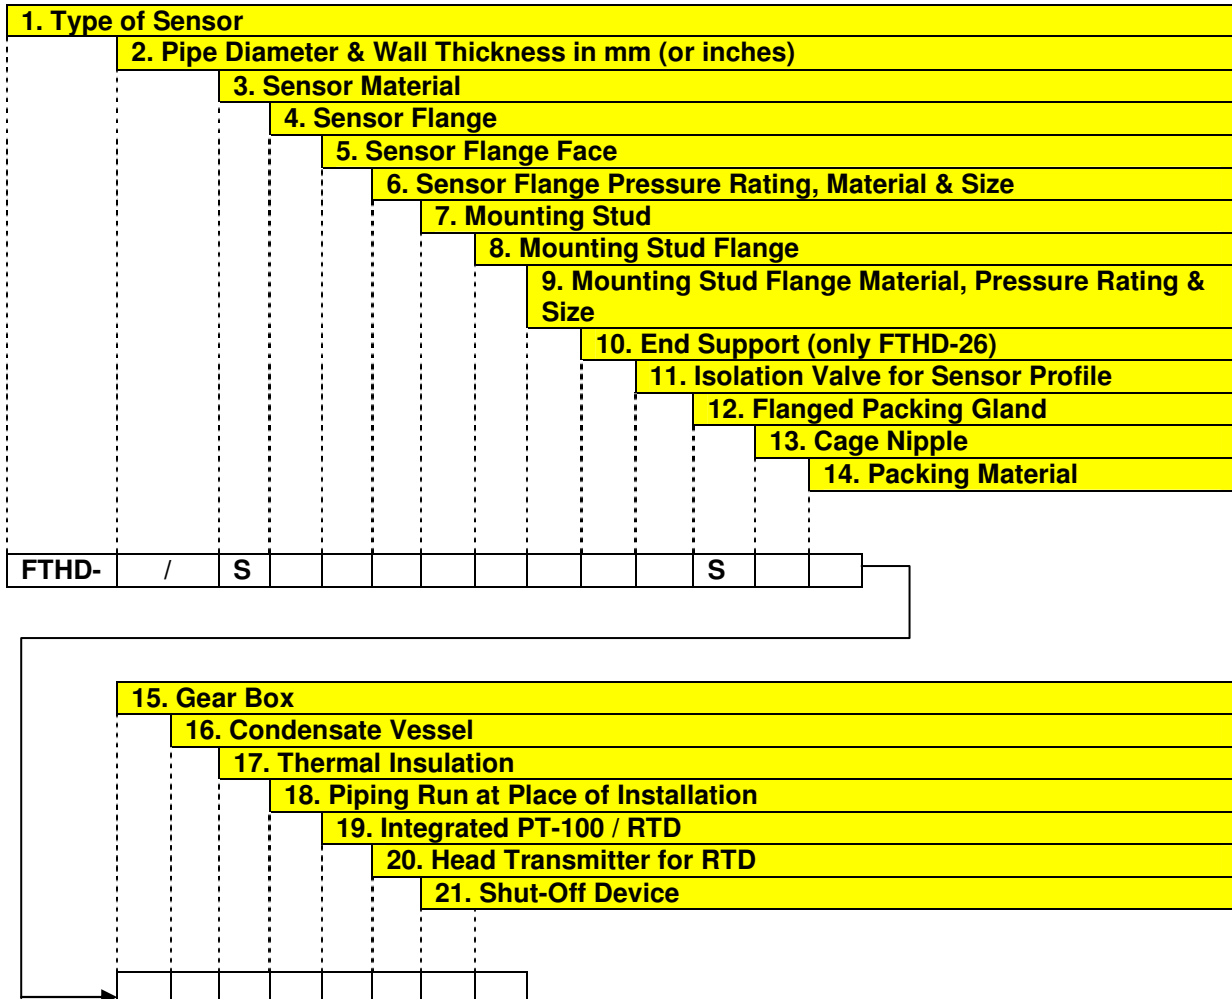 1. Type of Sensor
2. Pipe Diameter & Wall Thickness in mm (or inches)
3. Sensor Material
4. Sensor Flange
5. Sensor Flange Face
6. Sensor Flange Pressure Rating, Material & Size
7. Mounting Stud
8. Mounting Stud Flange
9. Mounting Stud Flange Material, Pressure Rating &
Size
10. End Support (only FTHD-26)
11. Isolation Valve for Sensor Profile
12. Flanged Packing Gland
13. Cage Nipple
14. Packing Material
FTHD- / S S
15. Gear Box
16. Condensate Vessel
17. Thermal Insulation
18. Piping Run at Place of Installation
19. Integrated PT-100 / RTD
20. Head Transmitter for RTD
21. Shut-Off Device